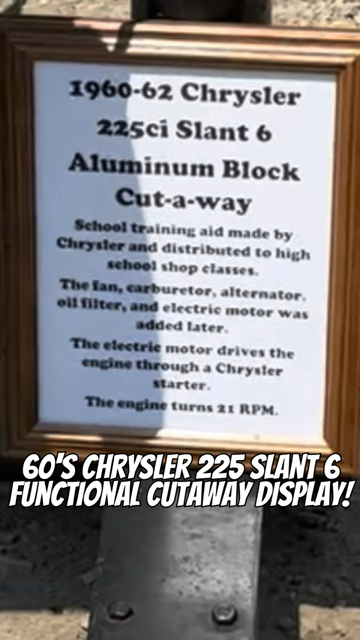 1960-62 Chrysler
225ci Slant 6
Aluminum Block
Cut-a-way
School training aid made by
Chrysler and distributed to high
school shop classes.
The fan, carburetor, alternator,
oil filter, and electric motor was
added later.
The electric motor drives the
engine through a Chrysler
starter.
The engine turns 21 RPM.
60'S CHRYSLER 225 SLANT 6
FUNCTIONAL CUTAWAY DISPLAY!